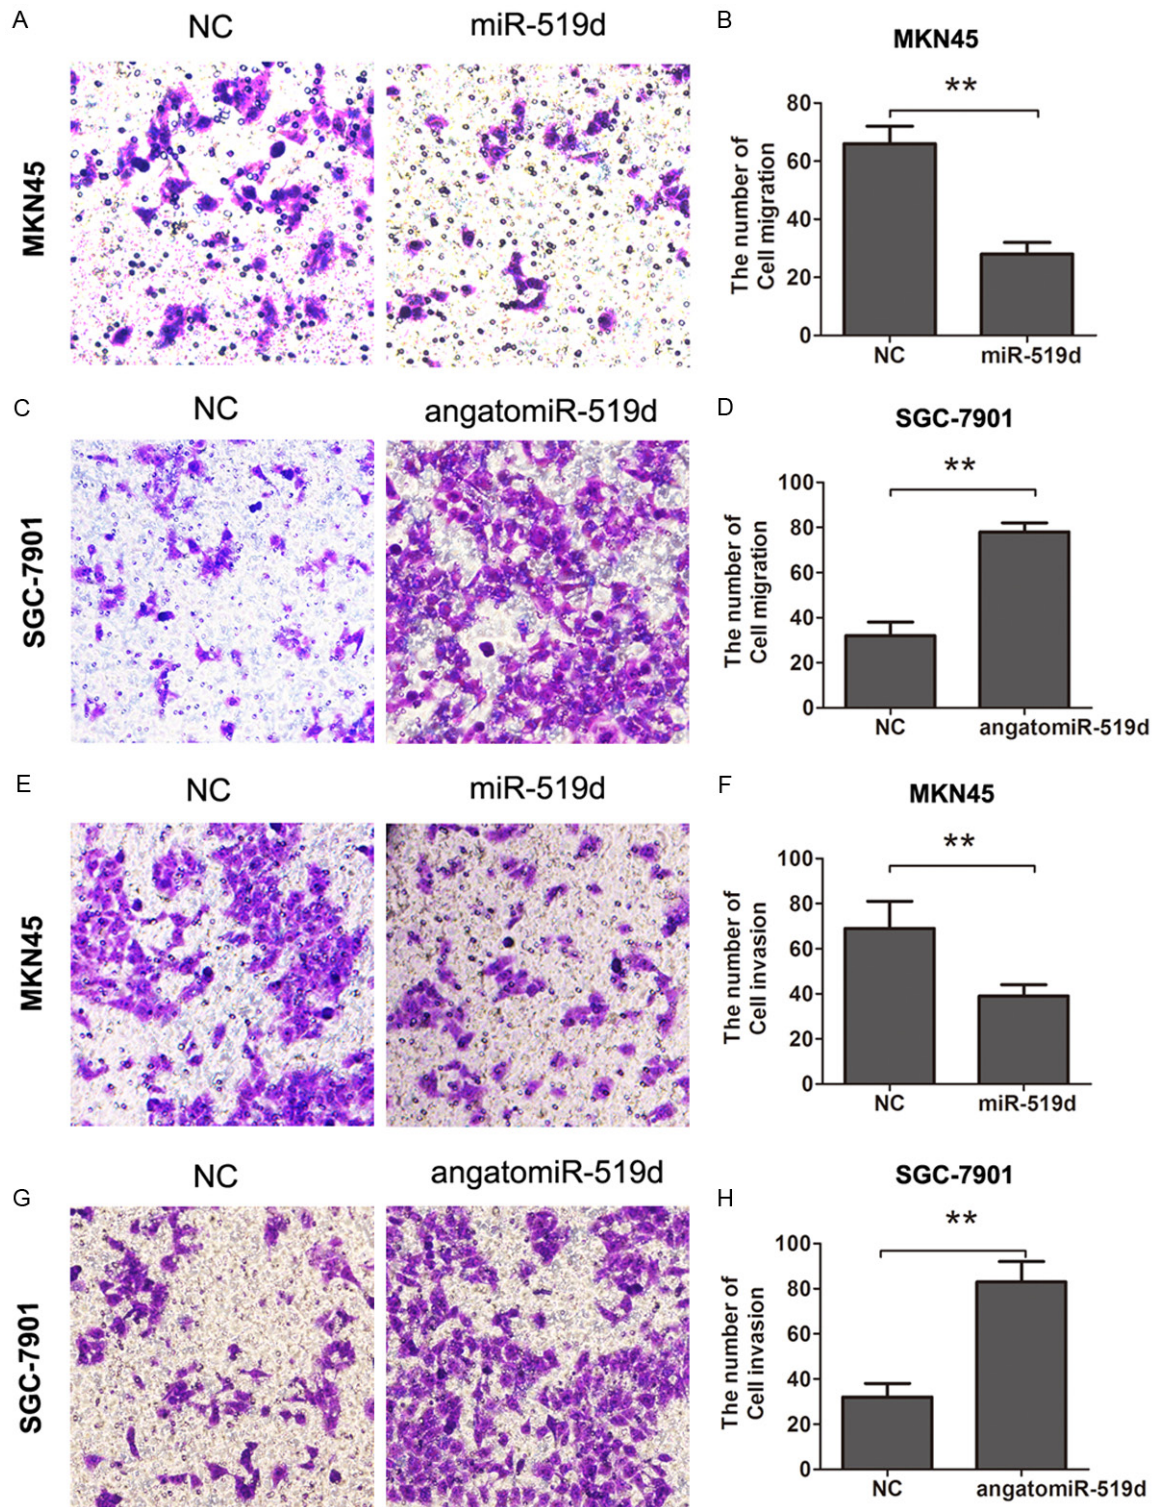 A
NC
miR-519d
MKN45
B
MKN45
**
The number of
Cell migration
80
60
40
20
0
NC
miR-519d
C
NC
angatomiR-519d
SGC-7901
D
SGC-7901
**
The number of
Cell migration
100
80
60
40
20
0
NC
angatomiR-519d
E
NC
miR-519d
MKN45
F
MKN45
**
The number of
Cell invasion
100
80
60
40
20
0
NC
miR-519d
G
NC
angatomiR-519d
SGC-7901
H
SGC-7901
**
The number of
Cell invasion
100
80
60
40
20
0
NC
angatomiR-519d